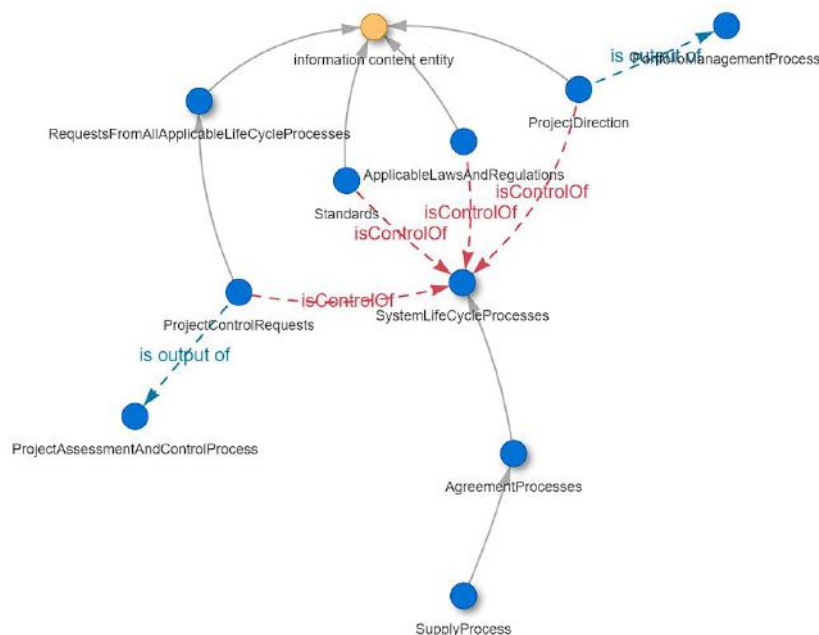 information content entity
is output of
PortfolioManagementProcess
RequestsFromAllApplicableLifeCycleProcesses
ProjectDirection
ApplicableLawsAndRegulations
isControlOf
isControlOf
Standards
isControlOf
isControlOf
SystemLifeCycleProcesses
ProjectControlRequests
is output of
ProjectAssessmentAndControlProcess
AgreementProcesses
SupplyProcess